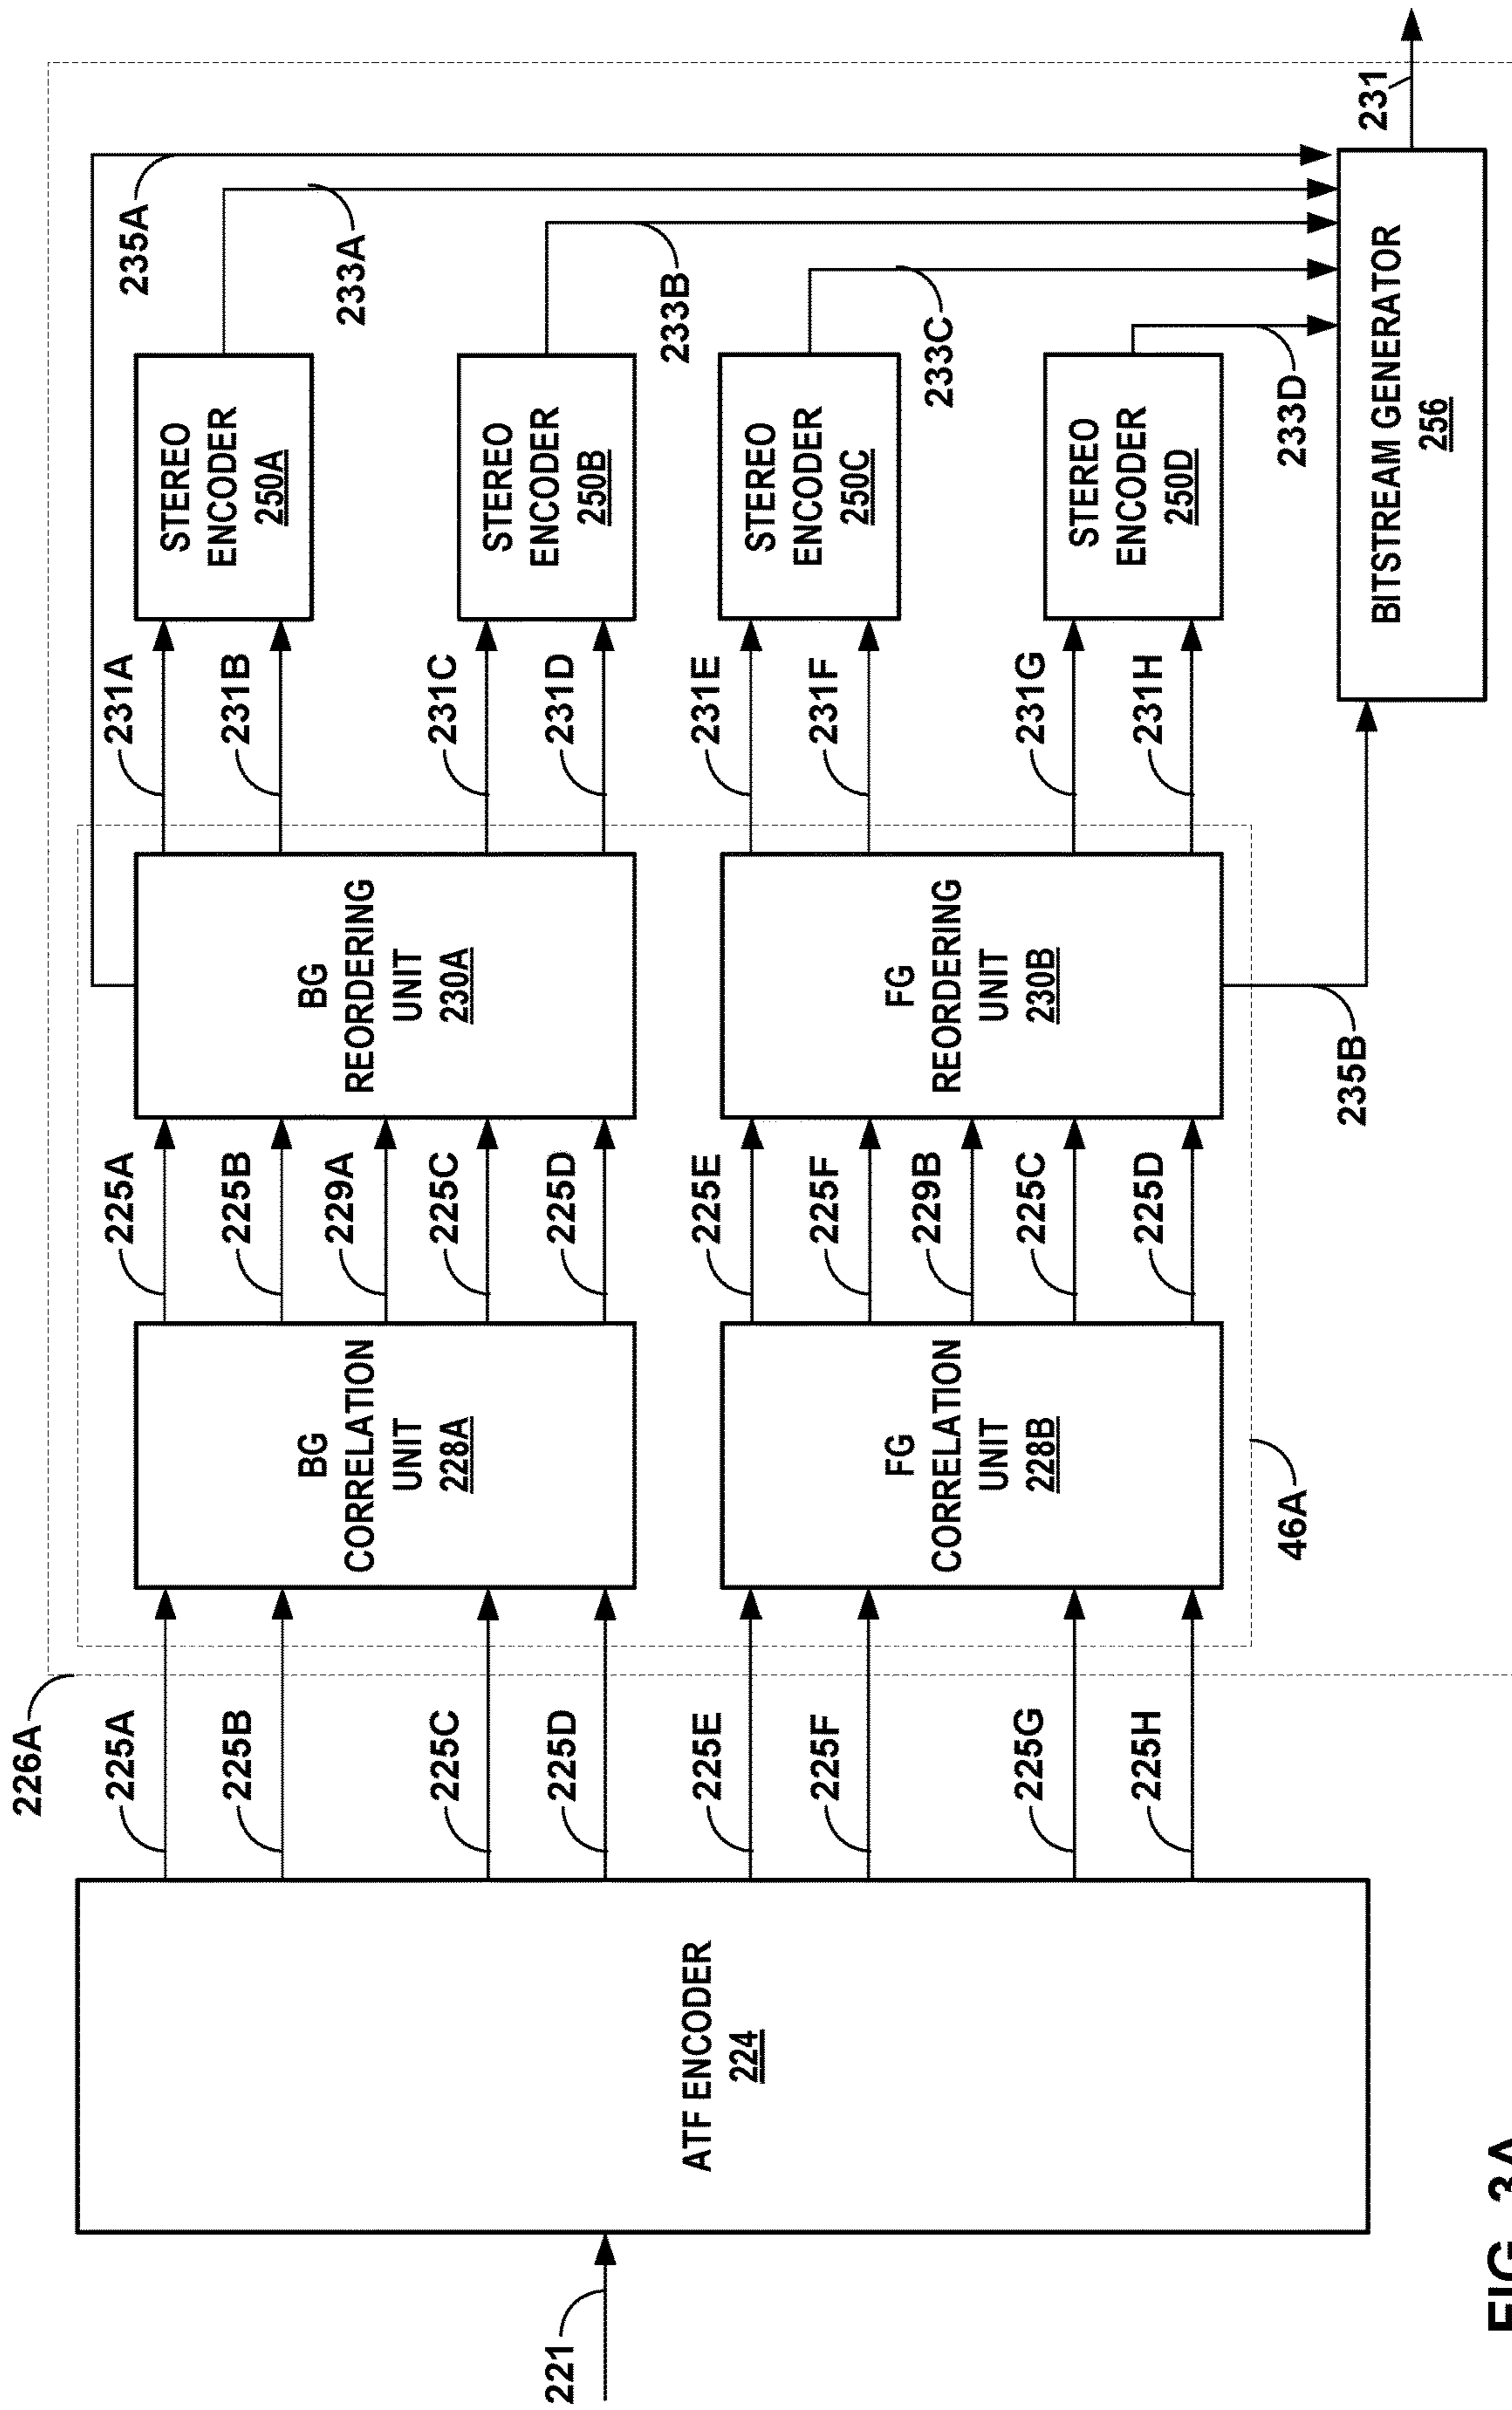 226A
221
ATF ENCODER
224
225A
225B
225C
225D
225E
225F
225G
225H
BG
CORRELATION
UNIT
228A
FG
CORRELATION
UNIT
228B
46A
225A
225B
229A
225C
225D
225E
225F
229B
225C
225D
BG
REORDERING
UNIT
230A
FG
REORDERING
UNIT
230B
235B
231A
231B
231C
231D
231E
231F
231G
231H
STEREO
ENCODER
250A
STEREO
ENCODER
250B
STEREO
ENCODER
250C
STEREO
ENCODER
250D
235A
233A
233B
233C
233D
BITSTREAM GENERATOR
256
231
FIG. 3A